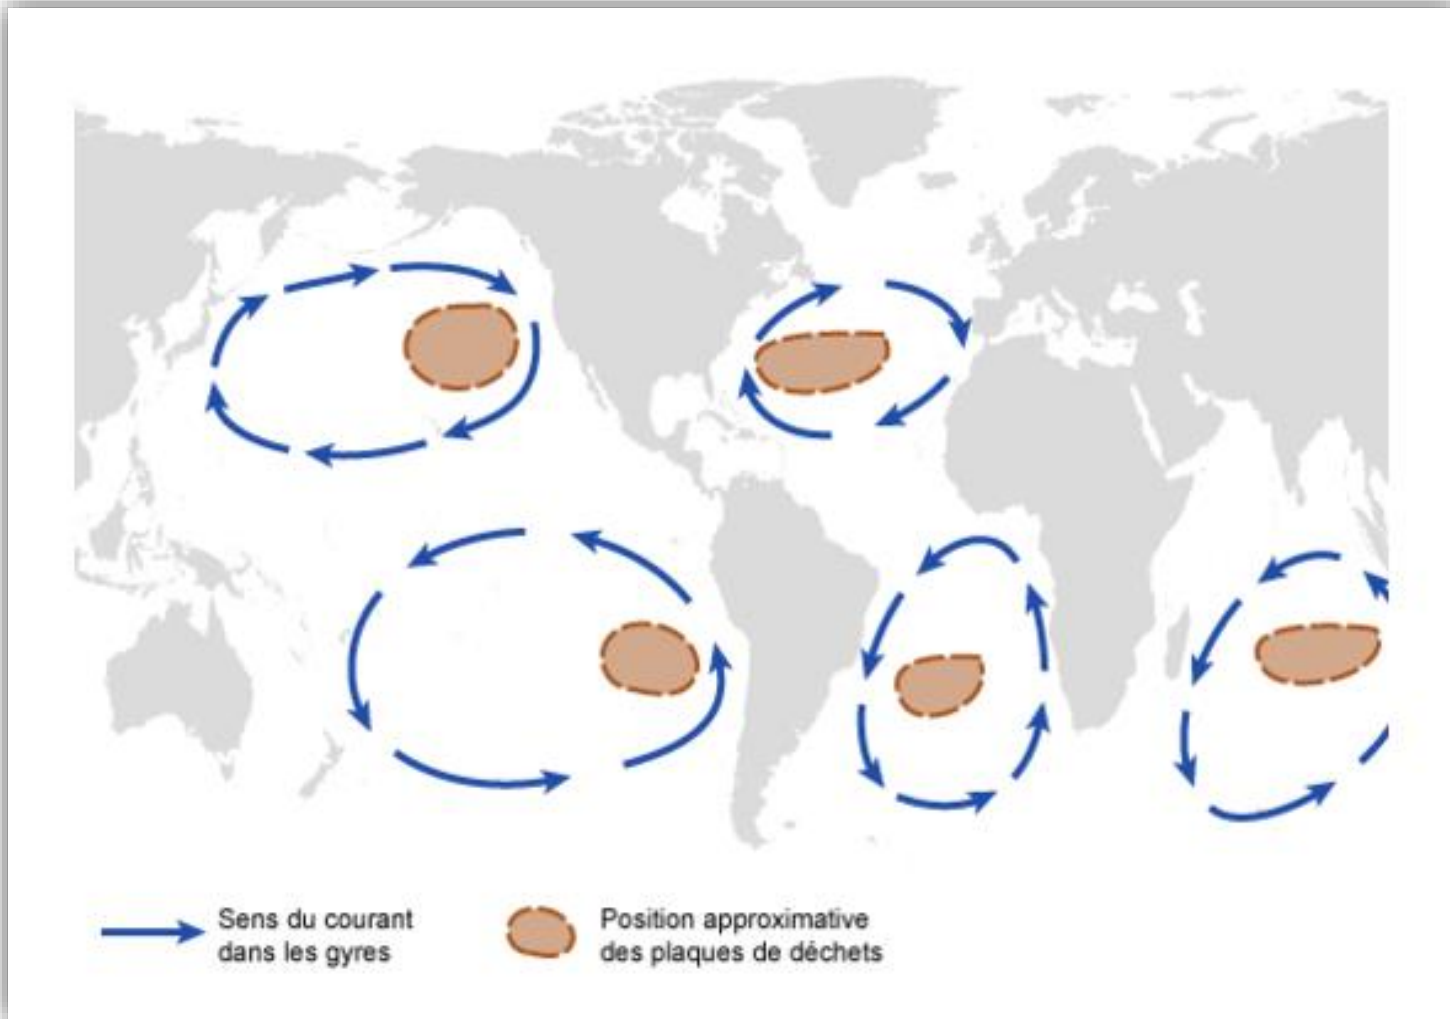 Sens du courant
dans les gyres
Position approximative
des plaques de déchets